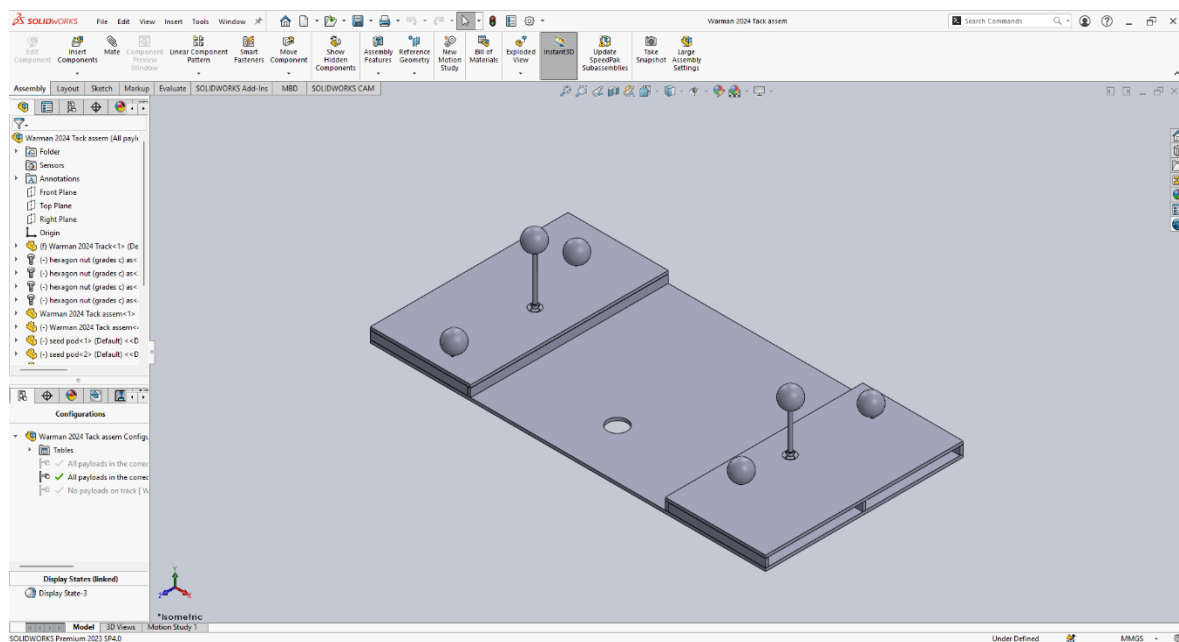 SOLIDWORKS File Edit View Insert Tools Window Warman 2024 Tack assem Search Commands
Edit Component
Insert Components
Mate
Component Preview Window
Linear Component Pattern
Smart Fasteners
Move Component
Show Hidden Components
Assembly Features
Reference Geometry
New Motion Study
Bill of Materials
Exploded View
Instant3D
Update SpeedPak Subassemblies
Take Snapshot
Large Assembly Settings
Assembly Layout Sketch Markup Evaluate SOLIDWORKS Add-Ins MBD SOLIDWORKS CAM
Warman 2024 Tack assem (All paylo
Folder
Sensors
Annotations
Front Plane
Top Plane
Right Plane
Origin
(f) Warman 2024 Track<1> (De
(-) hexagon nut (grades c) as<
(-) hexagon nut (grades c) as<
(-) hexagon nut (grades c) as<
(-) hexagon nut (grades c) as<
Warman 2024 Tack assem<1>
(-) Warman 2024 Tack assem<
(-) seed pod<1> (Default) <<D
(-) seed pod<2> (Default) <<D
Configurations
Warman 2024 Tack assem Configu
Tables
All payloads in the correc
All payloads in the correc
No payloads on track [ W
Display States (linked)
Display State-3
Y
Z
X
*Isometric
Model 3D Views Motion Study 1
SOLIDWORKS Premium 2023 SP4.0 Under Defined MMGS